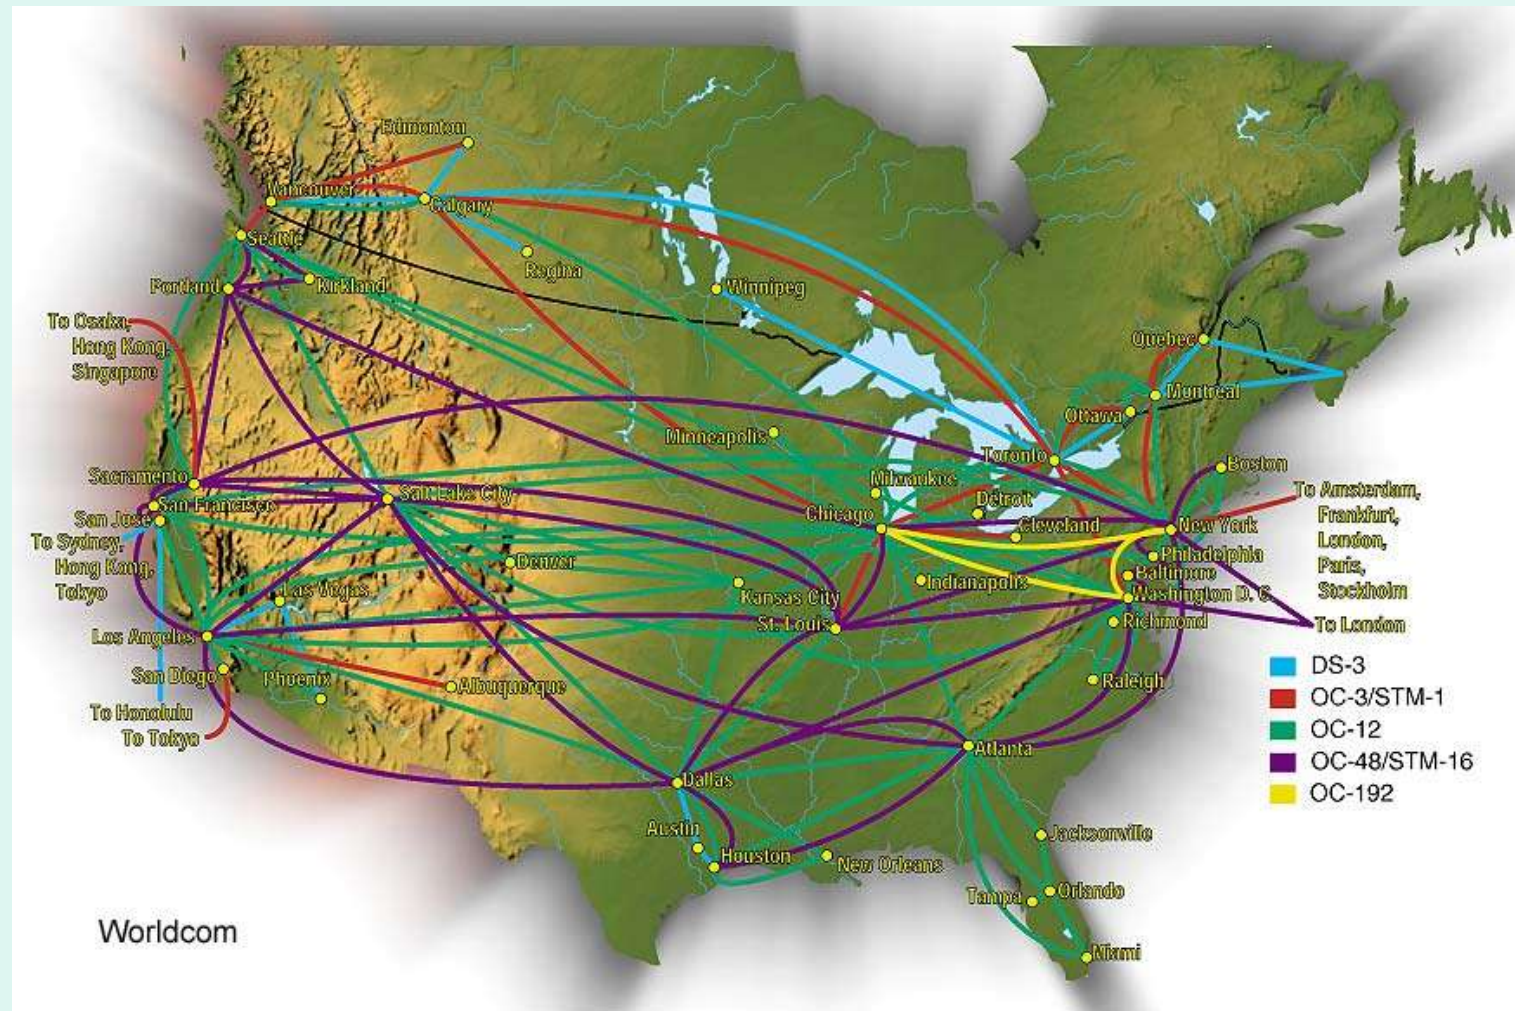 Edmonton
Vancouver
Calgary
Seattle
Regina
Portland
Kirkland
Winnipeg
To Osaka,
Hong Kong,
Singapore
Quebec
Montreal
Ottawa
Minneapolis
Toronto
Boston
Sacramento
Salt Lake City
Milwaukee
Detroit
To Amsterdam,
Frankfurt,
London,
Paris,
Stockholm
San Francisco
San Jose
Chicago
Cleveland
New York
To Sydney,
Hong Kong,
Tokyo
Denver
Philadelphia
Baltimore
Indianapolis
Las Vegas
Kansas City
Washington D. C.
St. Louis
Richmond
To London
Los Angeles
San Diego
Phoenix
Albuquerque
Raleigh
To Honolulu
To Tokyo
Atlanta
Dallas
Austin
Houston
New Orleans
Jacksonville
Tampa
Orlando
Miami
DS-3
OC-3/STM-1
OC-12
OC-48/STM-16
OC-192
Worldcom